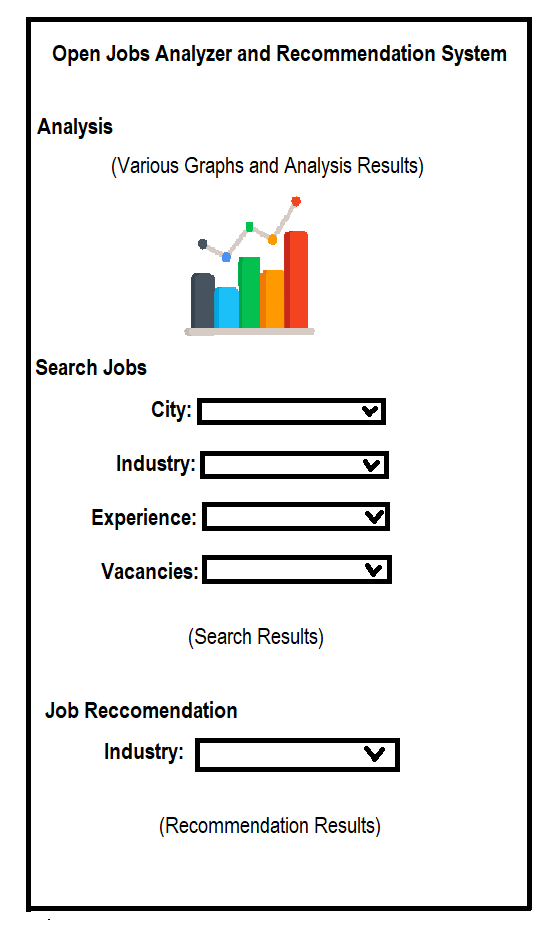 Open Jobs Analyzer and Recommendation System
Analysis
(Various Graphs and Analysis Results)
Search Jobs
City:
Industry:
Experience:
Vacancies:
(Search Results)
Job Reccomendation
Industry:
(Recommendation Results)